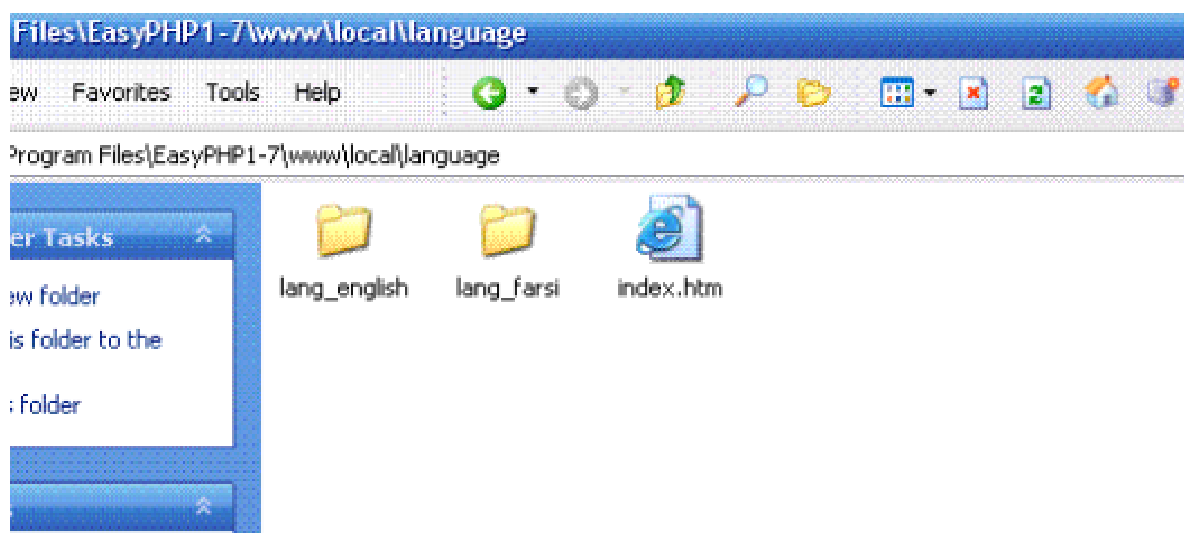 Files\EasyPHP1-7\www\local\language
ew Favorites Tools Help
Program Files\EasyPHP1-7\www\local\language
er Tasks
lang_english lang_farsi index.htm
ew folder
is folder to the
s folder